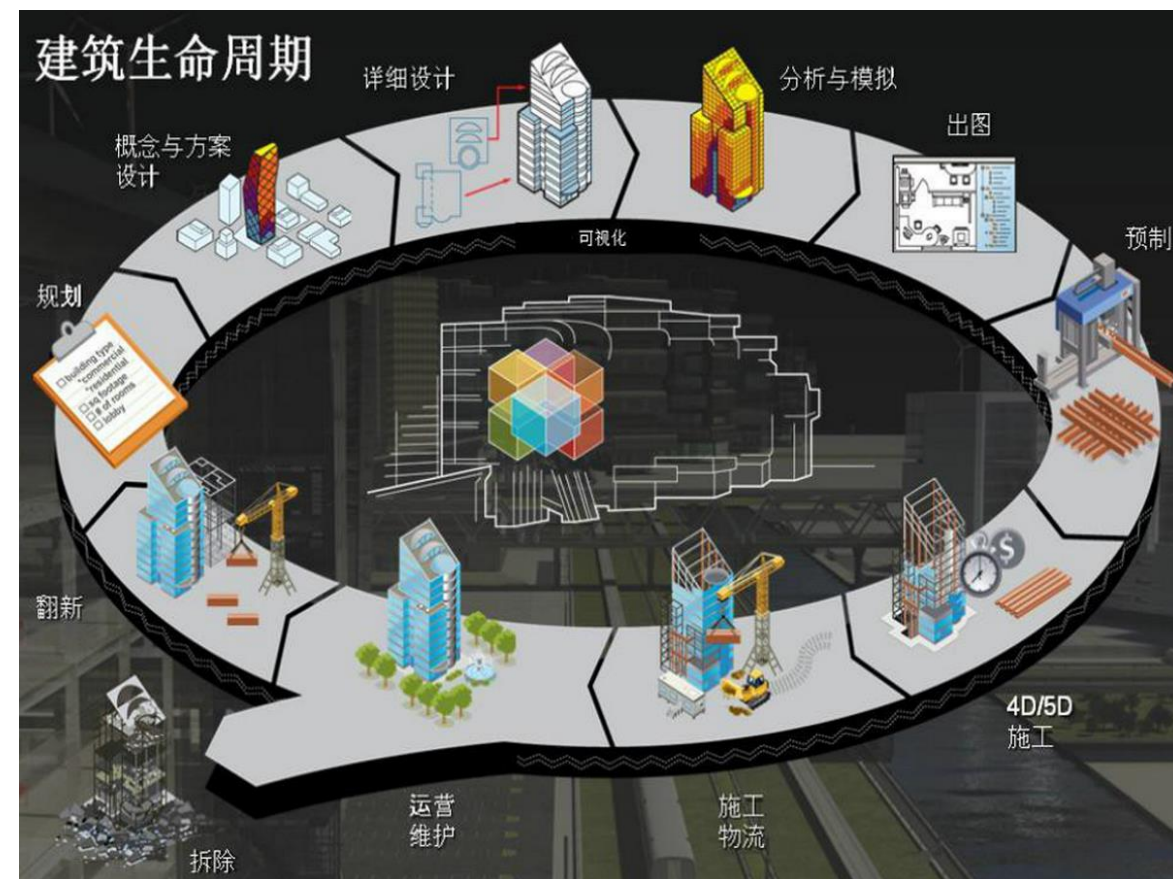 建筑生命周期
详细设计
分析与模拟
出图
概念与方案
设计
可视化
预制
规划
building type
*commercial
*residential
sq footage
# of rooms
lobby
翻新
$
4D/5D
施工
运营
维护
施工
物流
拆除